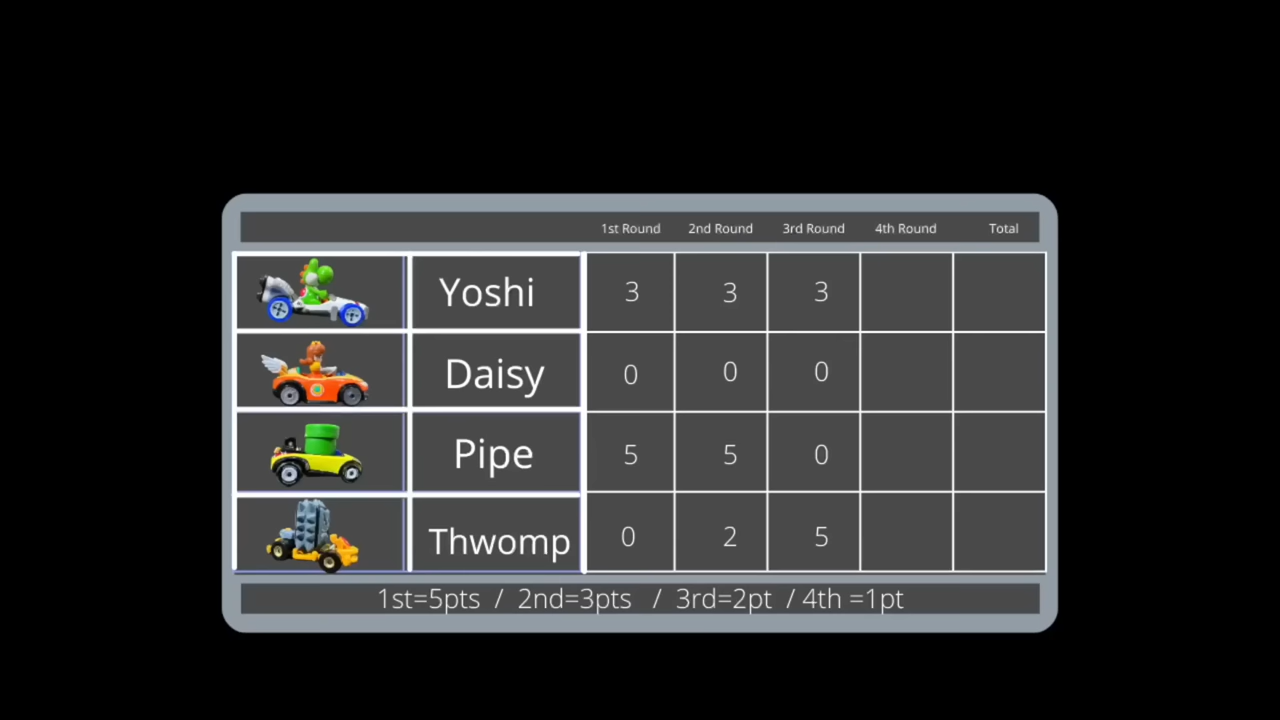 1st Round 2nd Round 3rd Round 4th Round Total
Yoshi 3 3 3
Daisy 0 0 0
Pipe 5 5 0
Thwomp 0 2 5
1st=5pts / 2nd=3pts / 3rd=2pt / 4th =1pt